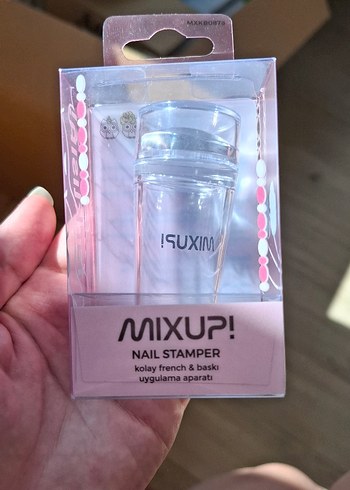 MIXUP!
MIXUP!
NAIL STAMPER
kolay french & baskı
uygulama aparatı